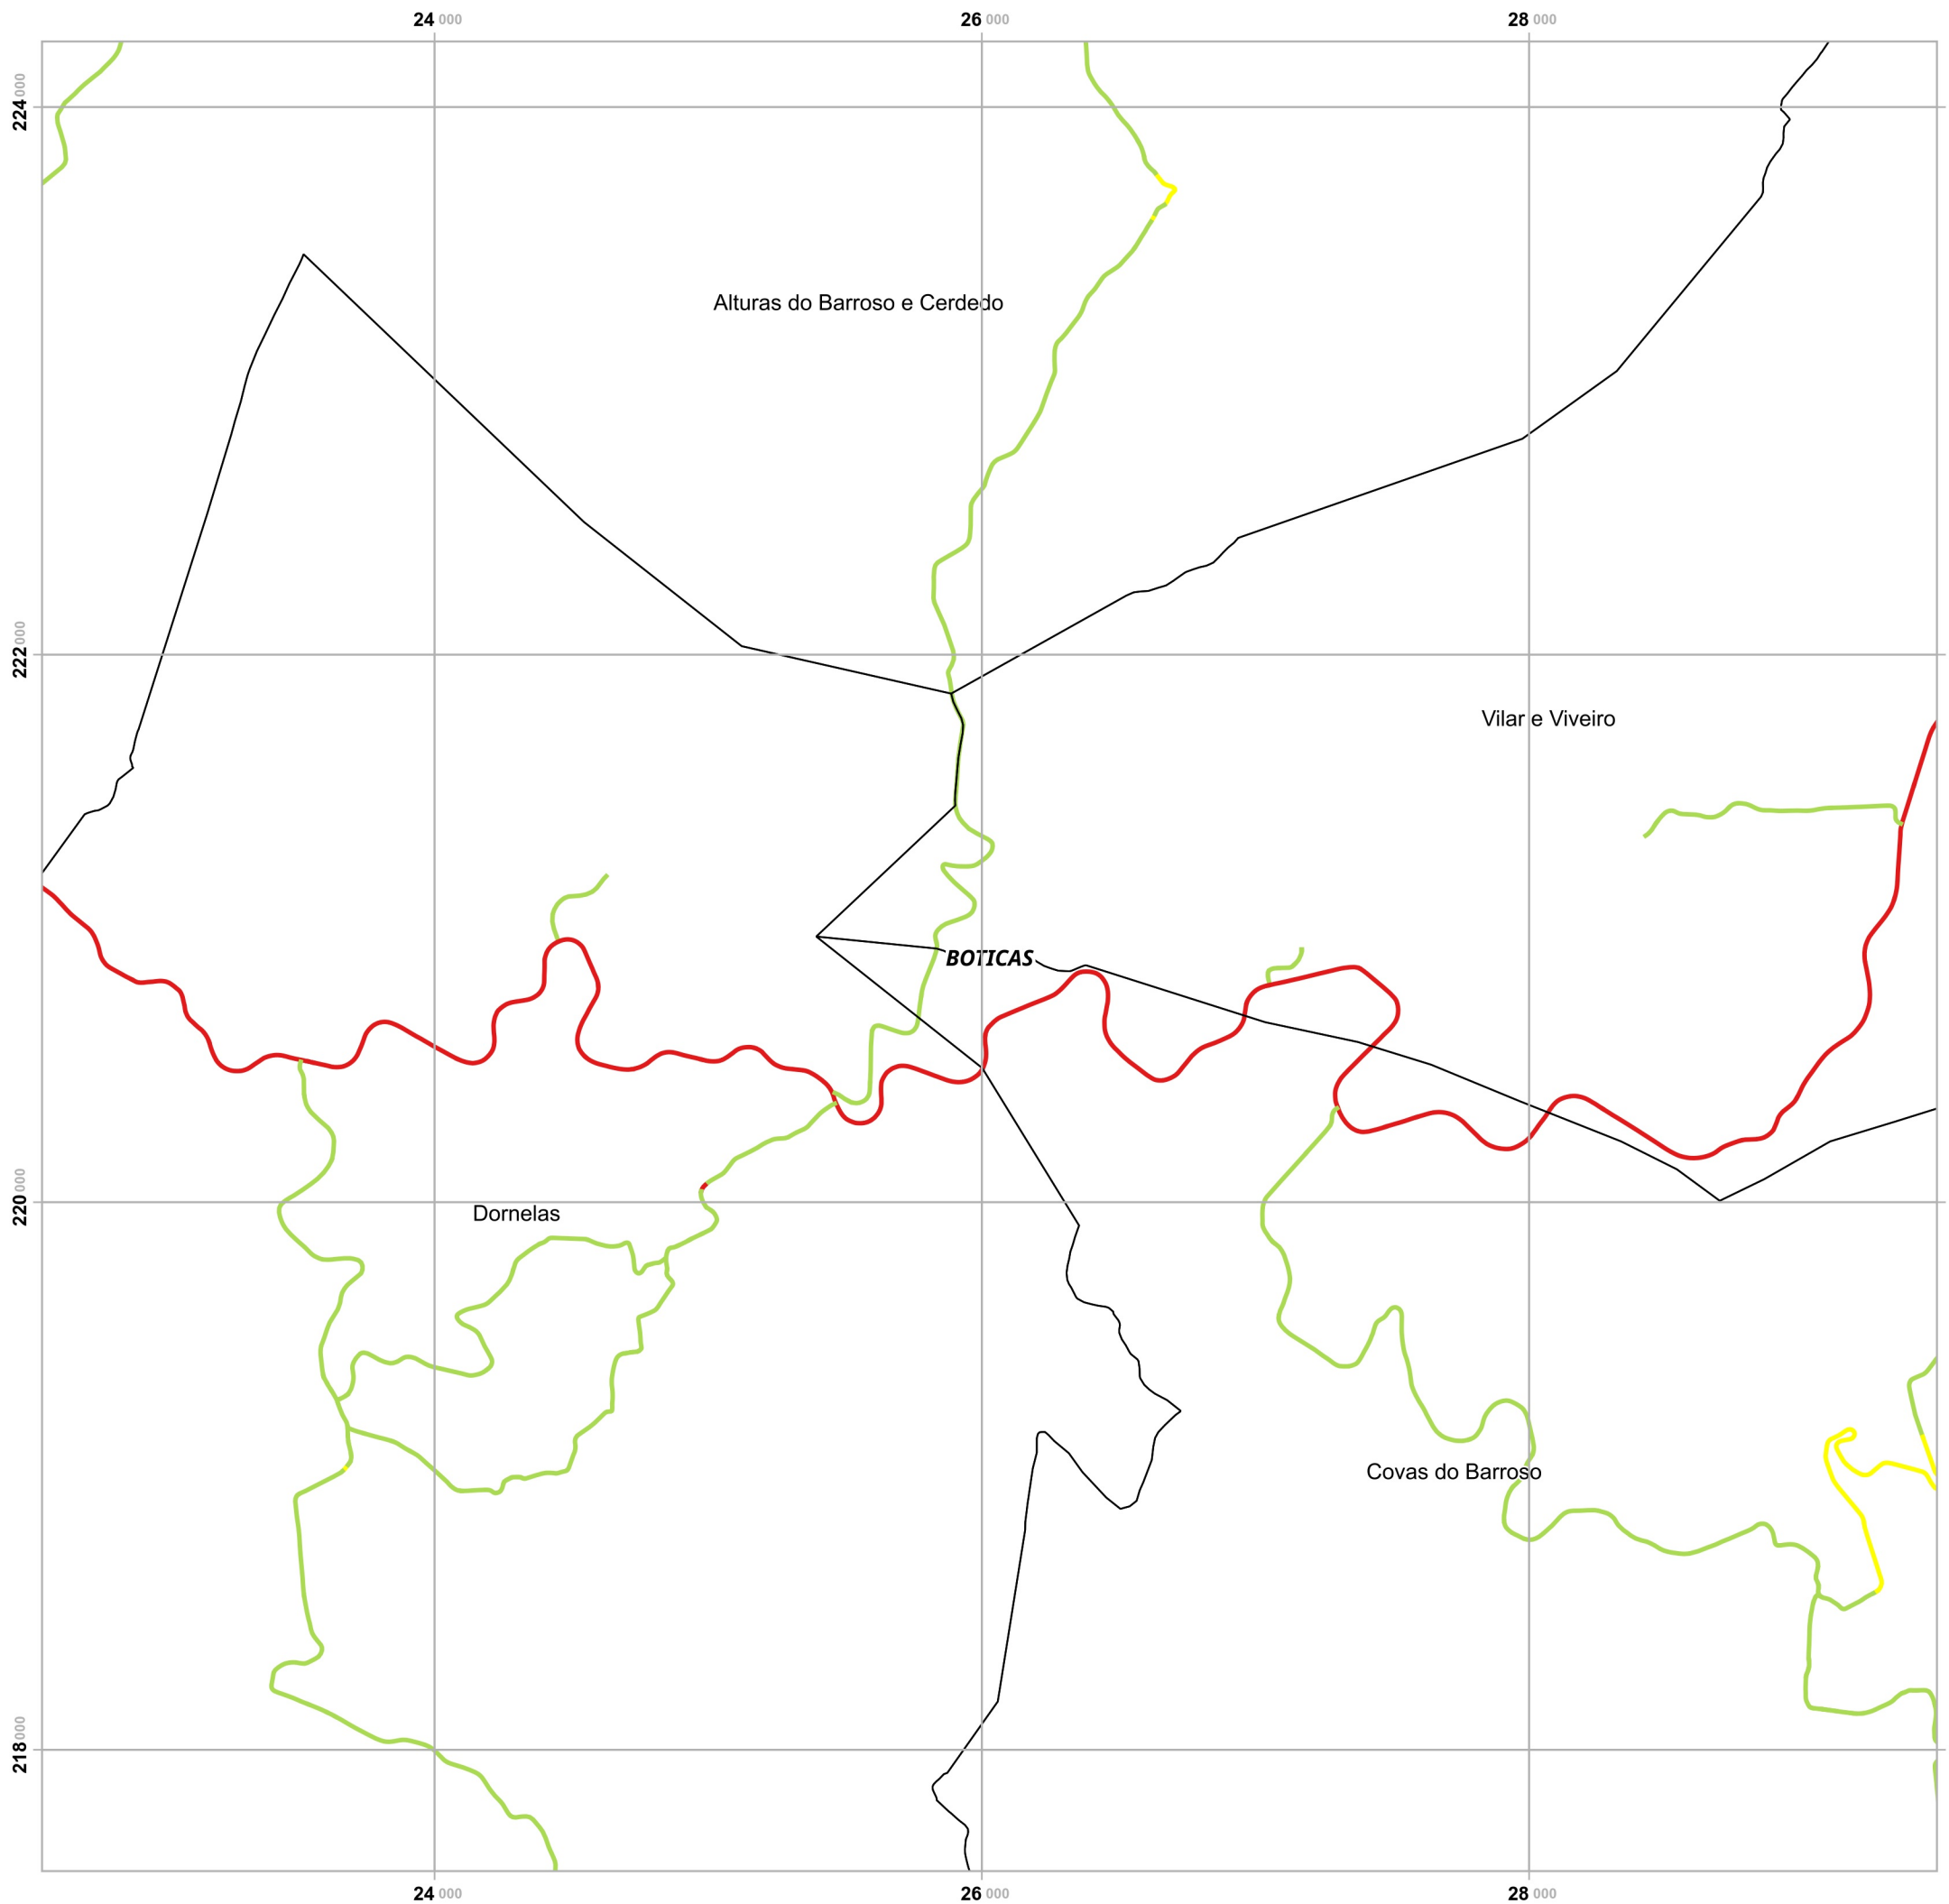 24 000 26 000 28 000
224 000
Alturas do Barroso e Cerdedo
222 000
Vilar e Viveiro
BOTICAS
220 000
Dornelas
Covas do Barroso
218 000
24 000 26 000 28 000